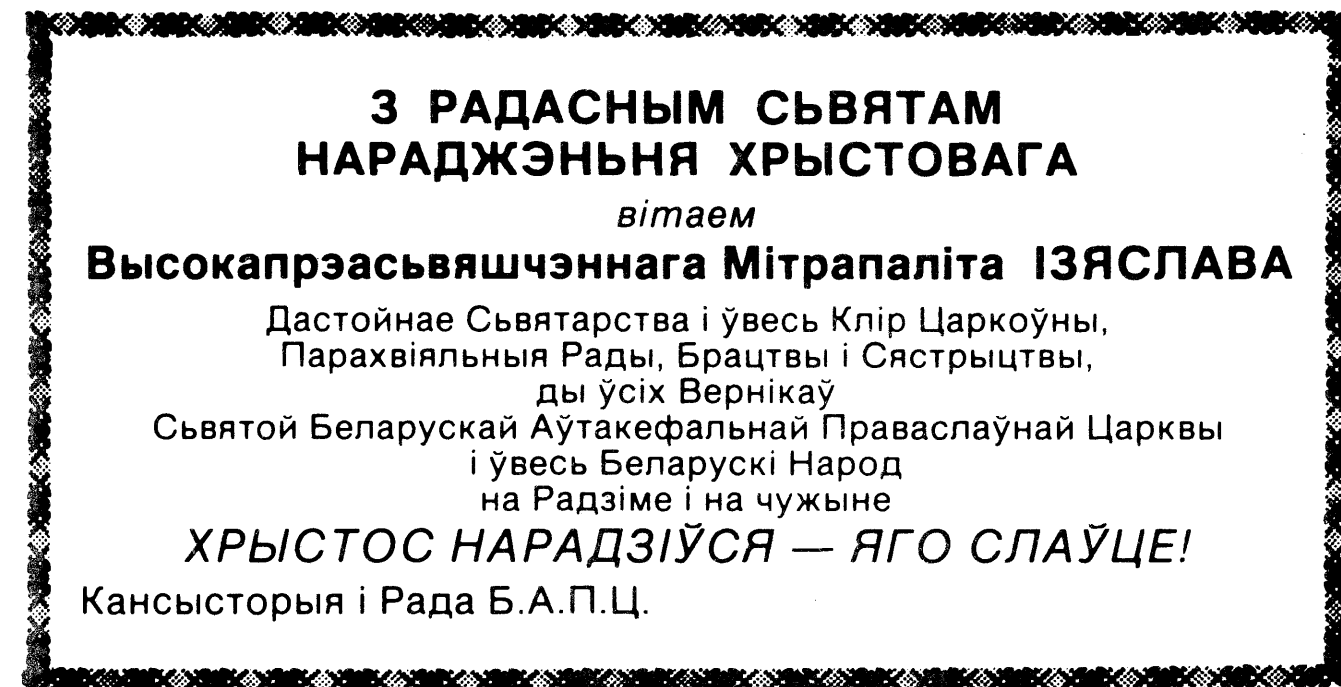 З РАДАСНЫМ СЬВЯТАМ
НАРАДЖЭНЬНЯ ХРЫСТОВАГА
вітаем
Высокапрэасьвяшчэннага Мітрапаліта ІЗЯСЛАВА
Дастойнае Сьвятарства і ўвесь Клір Царкоўны,
Парахвіяльныя Рады, Брацтвы і Сястрыцтвы,
ды ўсіх Вернікаў
Сьвятой Беларускай Аўтакефальнай Праваслаўнай Царквы
і ўвесь Беларускі Народ
на Радзіме і на чужыне
ХРЫСТОС НАРАДЗІЎСЯ — ЯГО СЛАЎЦЕ!
Кансысторыя і Рада Б.А.П.Ц.